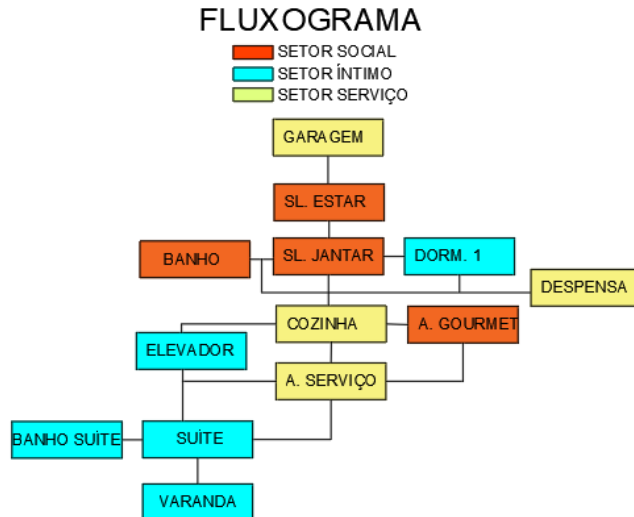 FLUXOGRAMA
SETOR SOCIAL
SETOR ÍNTIMO
SETOR SERVIÇO
GARAGEM
SL. ESTAR
SL. JANTAR
BANHO
DORM. 1
DESPENSA
COZINHA
A. GOURMET
ELEVADOR
A. SERVIÇO
BANHO SUÍTE
SUÍTE
VARANDA